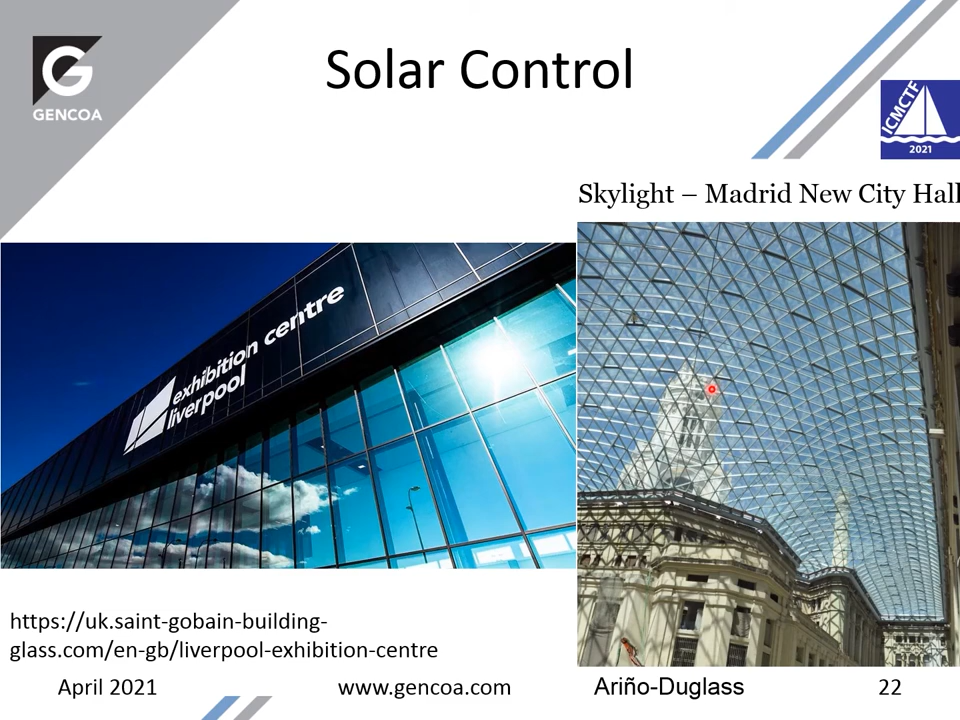 GENCOA
Solar Control
ICMCTF
2021
Skylight – Madrid New City Hall
exhibition centre
liverpool
https://uk.saint-gobain-building-
glass.com/en-gb/liverpool-exhibition-centre
April 2021
www.gencoa.com
Ariño-Duglass
22